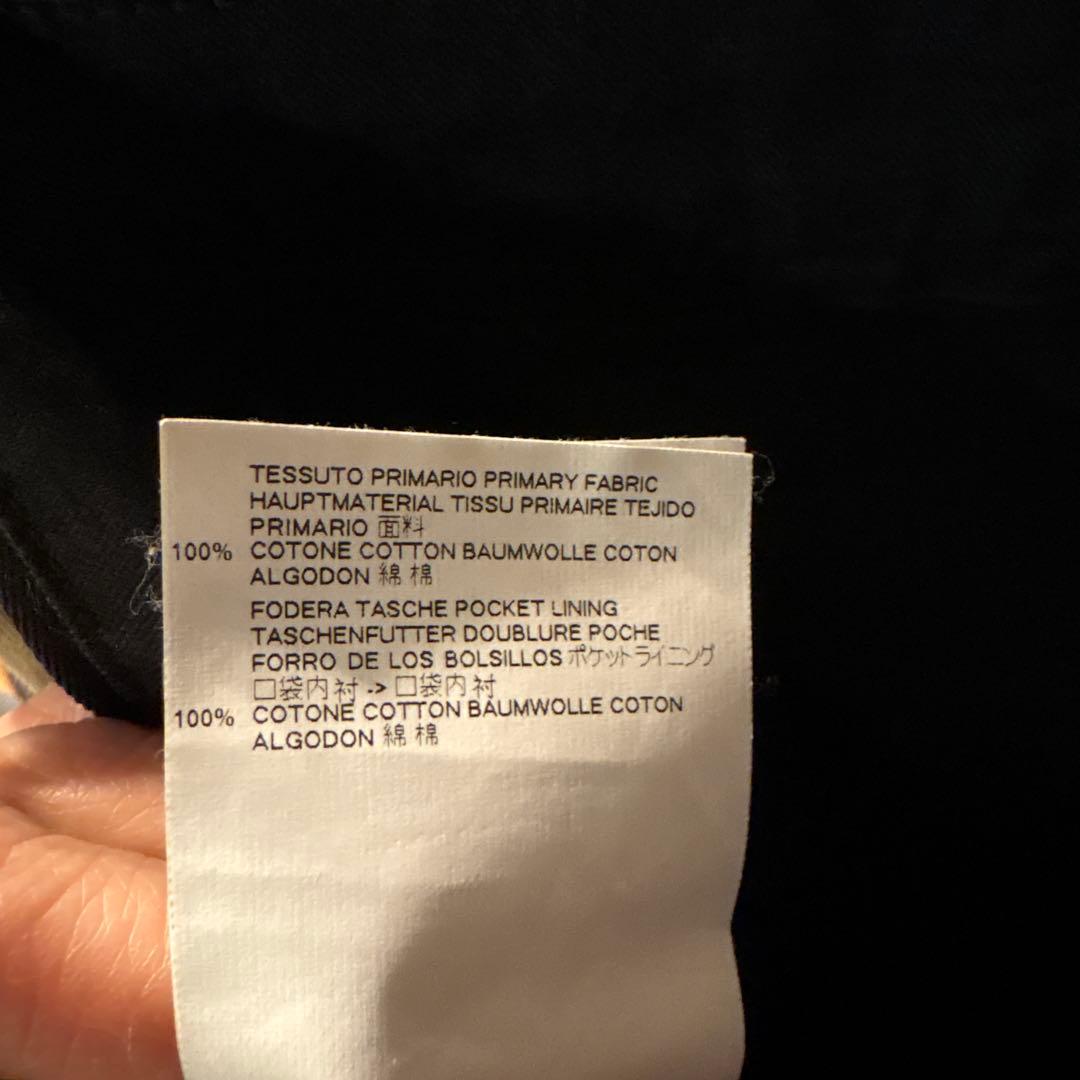 TESSUTO PRIMARIO PRIMARY FABRIC
HAUPTMATERIAL TISSU PRIMAIRE TEJIDO
PRIMARIO 面料
100% COTONE COTTON BAUMWOLLE COTON
ALGODON 綿 棉
FODERA TASCHE POCKET LINING
TASCHENFUTTER DOUBLURE POCHE
FORRO DE LOS BOLSILLOS ポケットライニング
口袋内衬 -> 口袋内衬
100% COTONE COTTON BAUMWOLLE COTON
ALGODON 綿 棉